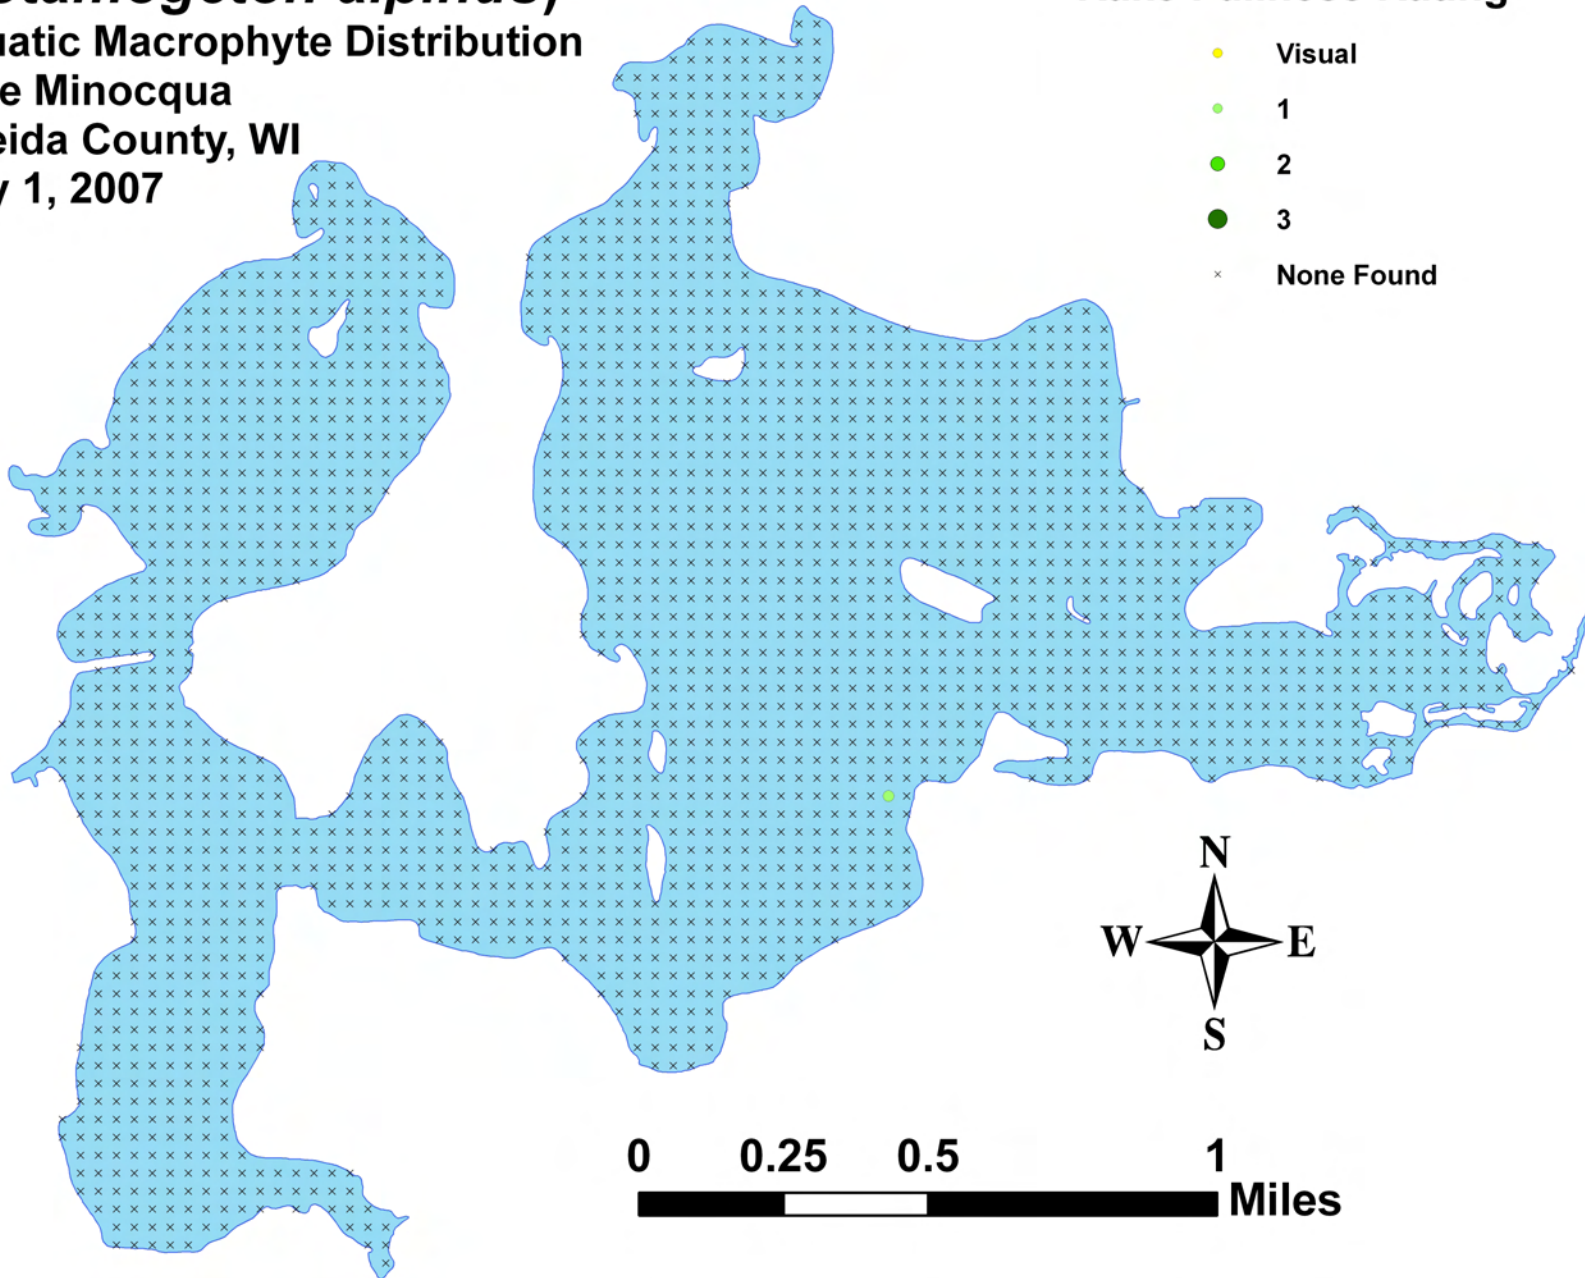 uatic Macrophyte Distribution
e Minocqua
eida County, WI
y 1, 2007
Visual
1
2
3
None Found
N
W E
S
0 0.25 0.5 1
Miles